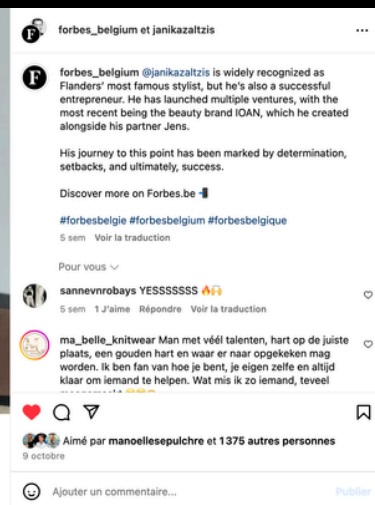 forbes_belgium et janikazaltzis
forbes_belgium @janikazaltzis is widely recognized as
Flanders' most famous stylist, but he's also a successful
entrepreneur. He has launched multiple ventures, with the
most recent being the beauty brand IOAN, which he created
alongside his partner Jens.
His journey to this point has been marked by determination,
setbacks, and ultimately, success.
Discover more on Forbes.be 📲
#forbesbelgie #forbesbelgium #forbesbelgique
5 sem Voir la traduction
Pour vous
sannevnrobays YESSSSSSS 🔥🙌
5 sem 1 J'aime Répondre Voir la traduction
ma_belle_knitwear Man met véél talenten, hart op de juiste
plaats, een gouden hart en waar er naar opgekeken mag
worden. Ik ben fan van hoe je bent, je eigen zelfe en altijd
klaar om iemand te helpen. Wat mis ik zo iemand, teveel
Aimé par manoellesepulchre et 1 375 autres personnes
9 octobre
Ajouter un commentaire...
Publier